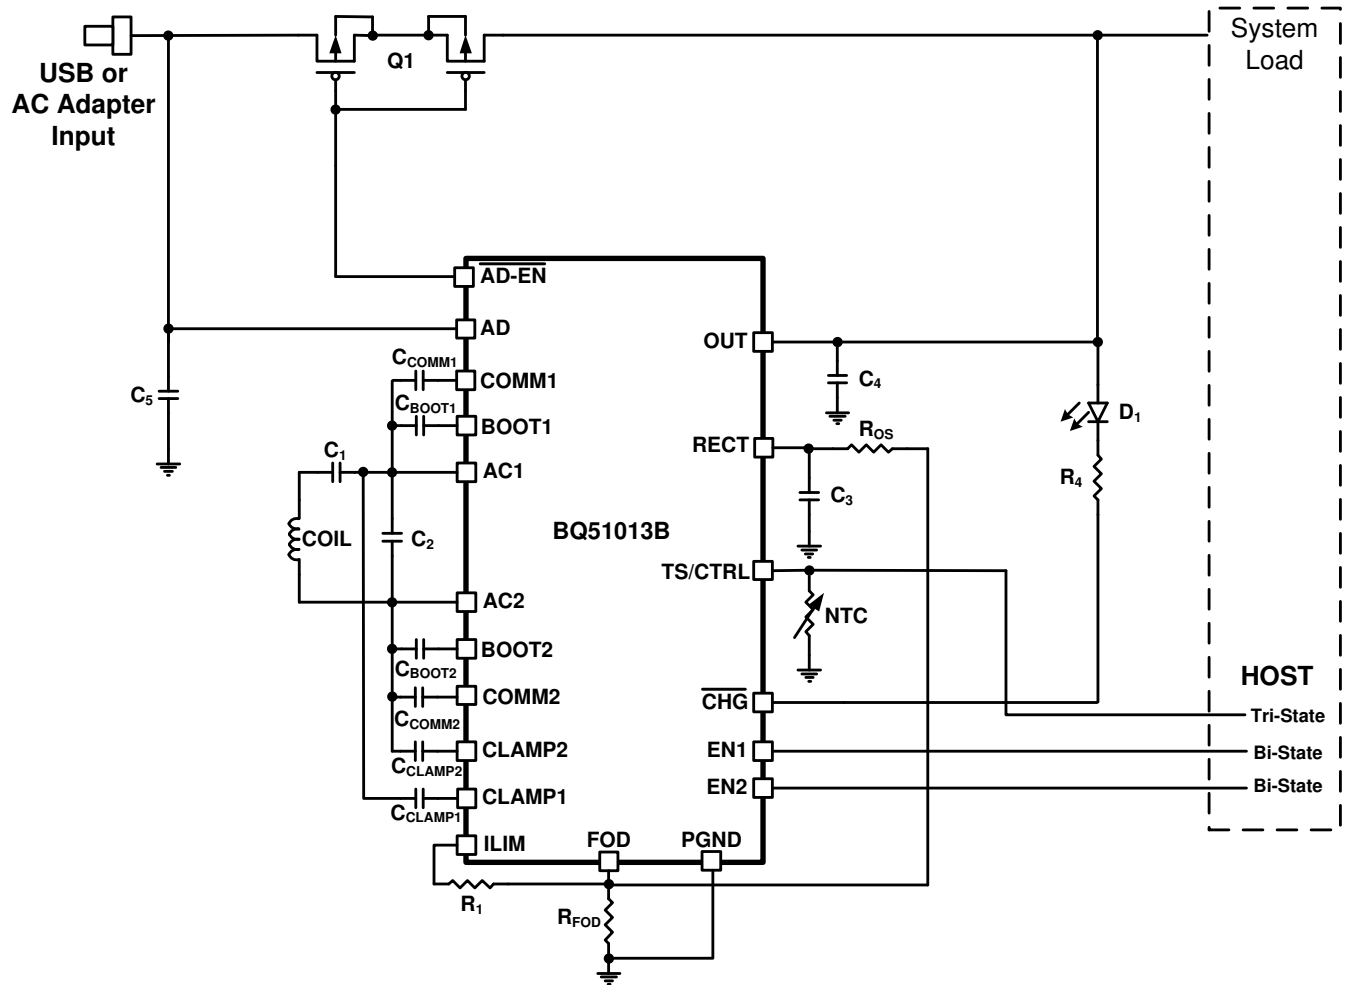 System
Load
Q1
USB or
AC Adapter
Input
AD-EN
AD
OUT
CCOMM1
COMM1
C4
C5
CBOOT1
BOOT1
D1
RECT
ROS
C1
AC1
R4
C3
BQ51013B
COIL
C2
TS/CTRL
AC2
NTC
BOOT2
CBOOT2
HOST
COMM2
CHG
CCOMM2
Tri-State
CLAMP2
EN1
Bi-State
CCLAMP2
EN2
Bi-State
CLAMP1
CCLAMP1
ILIM
FOD
PGND
R1
RFOD